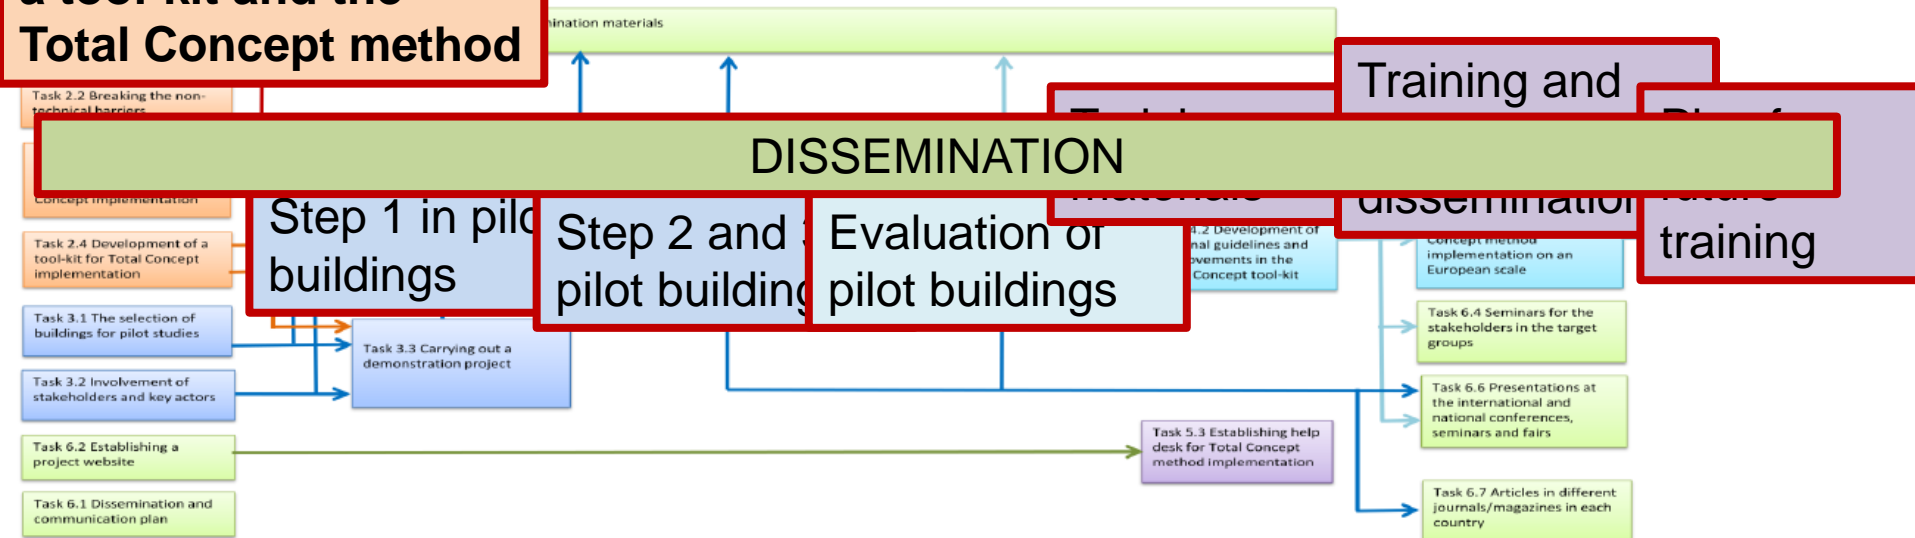 Total Concept method
mination materials
Task 2.2 Breaking the non-
technical barriers
Training and
DISSEMINATION
Concept implementation
materials
dissemination
future
training
Step 1 in pilo
buildings
Step 2 and
pilot building
Evaluation of
pilot buildings
4.2 Development of
nal guidelines and
ovements in the
Concept tool-kit
Concept method
implementation on an
European scale
Task 2.4 Development of a
tool-kit for Total Concept
implementation
Task 3.1 The selection of
buildings for pilot studies
Task 3.3 Carrying out a
demonstration project
Task 3.2 Involvement of
stakeholders and key actors
Task 6.4 Seminars for the
stakeholders in the target
groups
Task 6.6 Presentations at
the international and
national conferences,
seminars and fairs
Task 6.2 Establishing a
project website
Task 5.3 Establishing help
desk for Total Concept
method implementation
Task 6.1 Dissemination and
communication plan
Task 6.7 Articles in different
journals/magazines in each
country